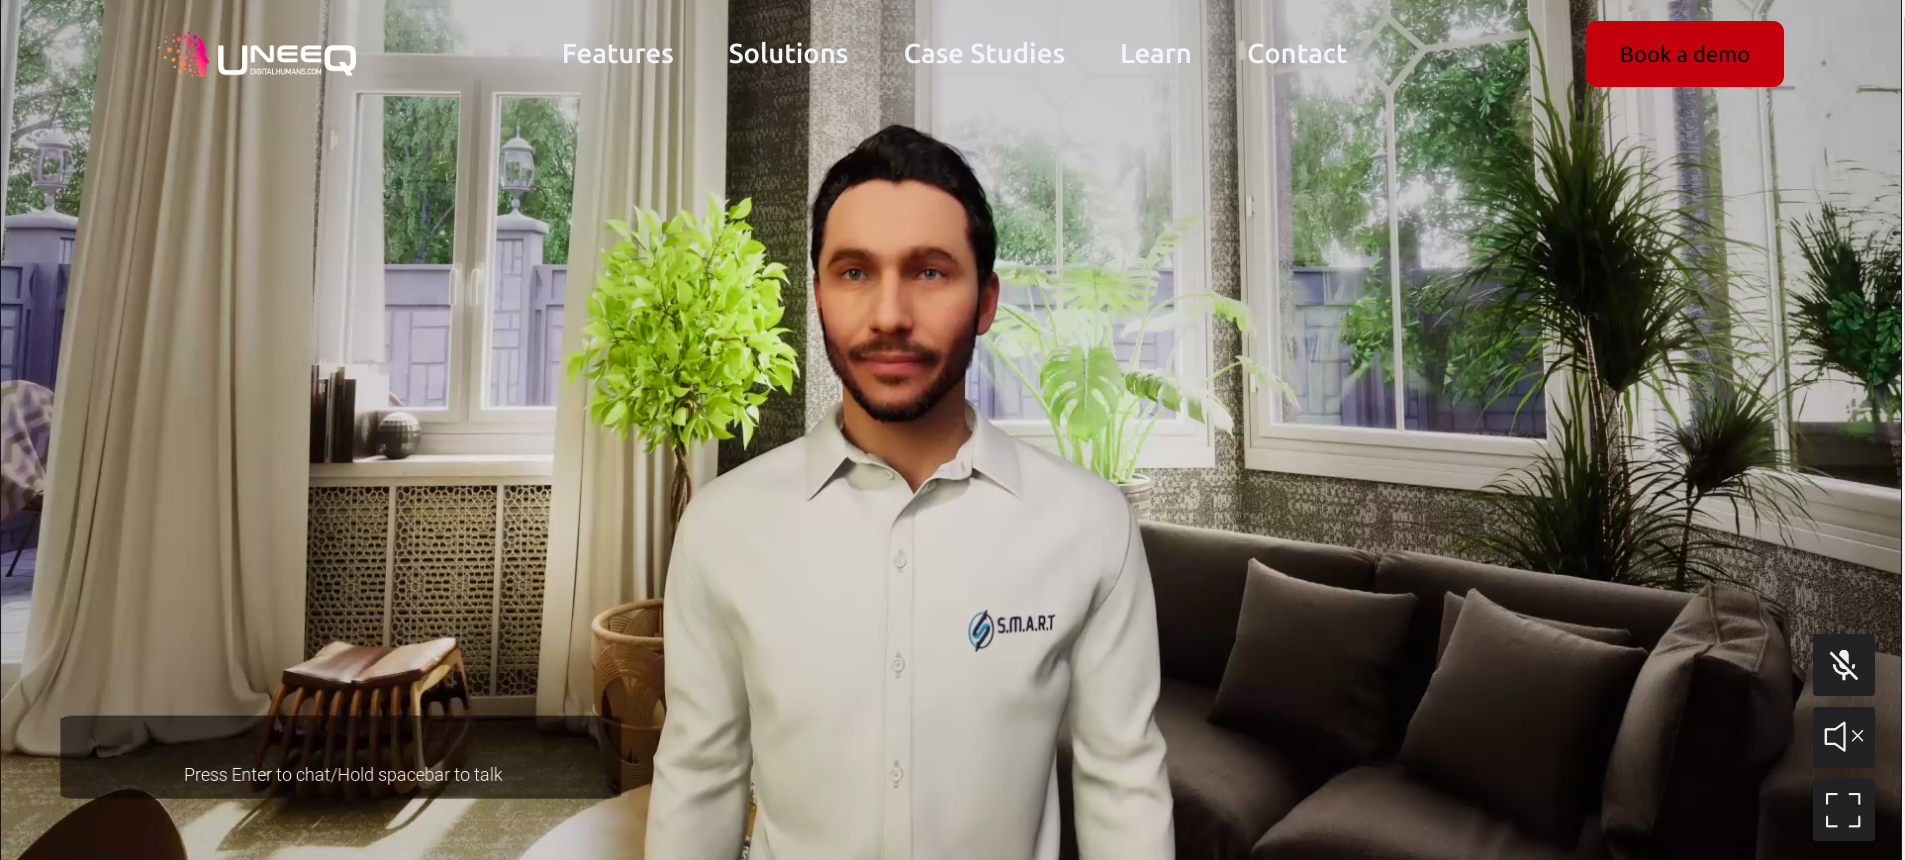 UNEEQ
DIGITALHUMANS.COM
Features
Solutions
Case Studies
Learn
Contact
Book a demo
S.M.A.R.T
Press Enter to chat/Hold spacebar to talk